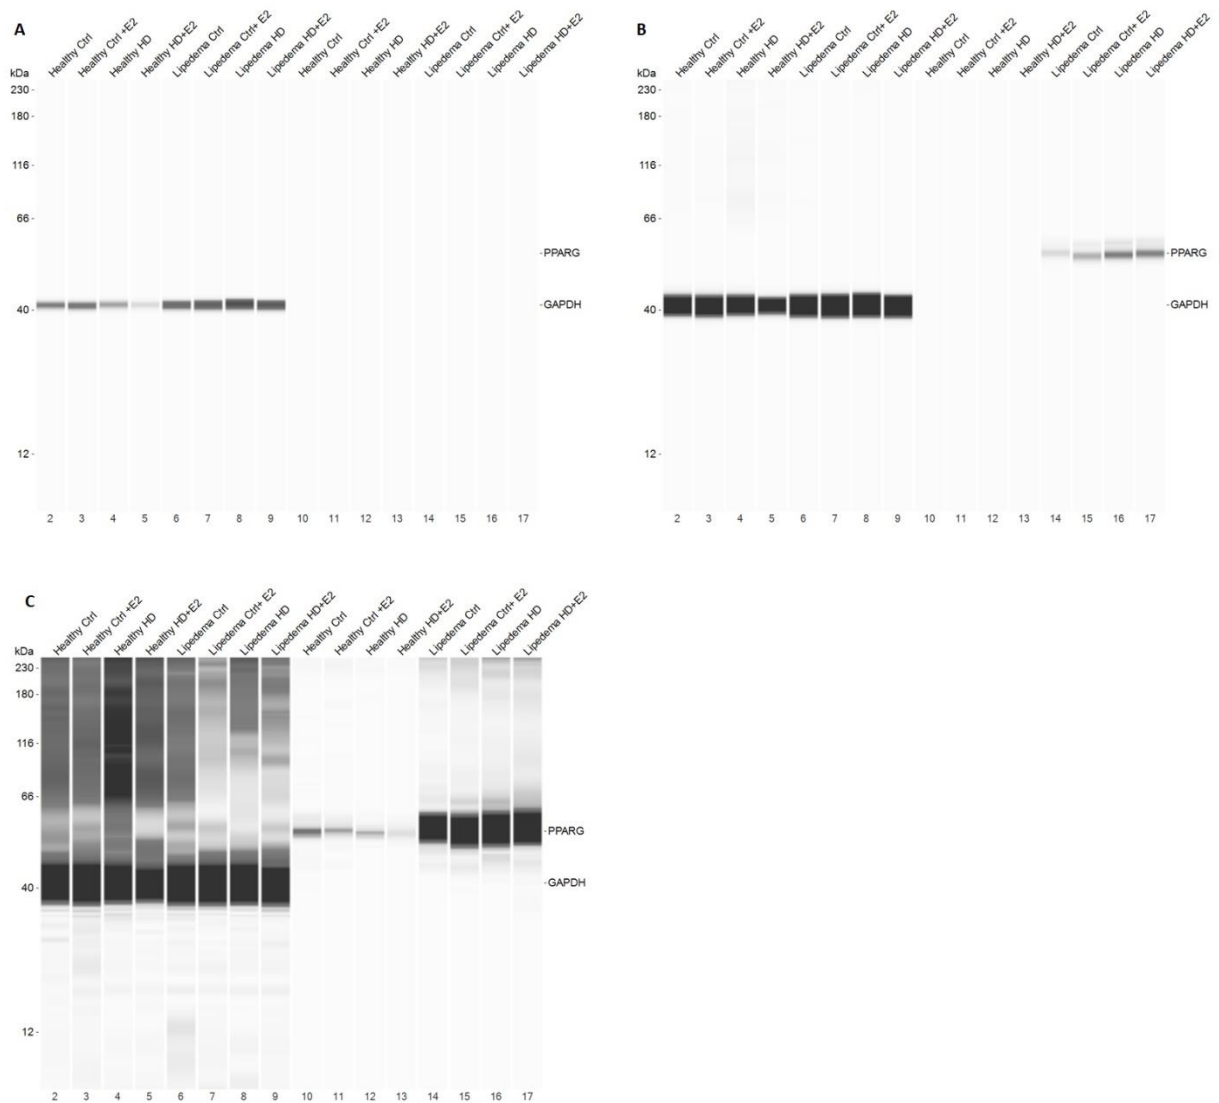 A
Healthy Ctrl
Healthy Ctrl +E2
Healthy HD
Healthy HD+E2
Lipedema Ctrl
Lipedema Ctrl+ E2
Lipedema HD
Lipedema HD+E2
Healthy Ctrl
Healthy Ctrl +E2
Healthy HD
Healthy HD+E2
Lipedema Ctrl
Lipedema Ctrl+ E2
Lipedema HD
Lipedema HD+E2
kDa
230-
180-
116-
66-
-PPARG
-GAPDH
40-
12-
2 3 4 5 6 7 8 9 10 11 12 13 14 15 16 17
B
Healthy Ctrl
Healthy Ctrl +E2
Healthy HD
Healthy HD+E2
Lipedema Ctrl
Lipedema Ctrl+ E2
Lipedema HD
Lipedema HD+E2
Healthy Ctrl
Healthy Ctrl +E2
Healthy HD
Healthy HD+E2
Lipedema Ctrl
Lipedema Ctrl+ E2
Lipedema HD
Lipedema HD+E2
kDa
230-
180-
116-
66-
-PPARG
-GAPDH
40-
12-
2 3 4 5 6 7 8 9 10 11 12 13 14 15 16 17
C
Healthy Ctrl
Healthy Ctrl +E2
Healthy HD
Healthy HD+E2
Lipedema Ctrl
Lipedema Ctrl+ E2
Lipedema HD
Lipedema HD+E2
Healthy Ctrl
Healthy Ctrl +E2
Healthy HD
Healthy HD+E2
Lipedema Ctrl
Lipedema Ctrl+ E2
Lipedema HD
Lipedema HD+E2
kDa
230-
180-
116-
66-
-PPARG
-GAPDH
40-
12-
2 3 4 5 6 7 8 9 10 11 12 13 14 15 16 17